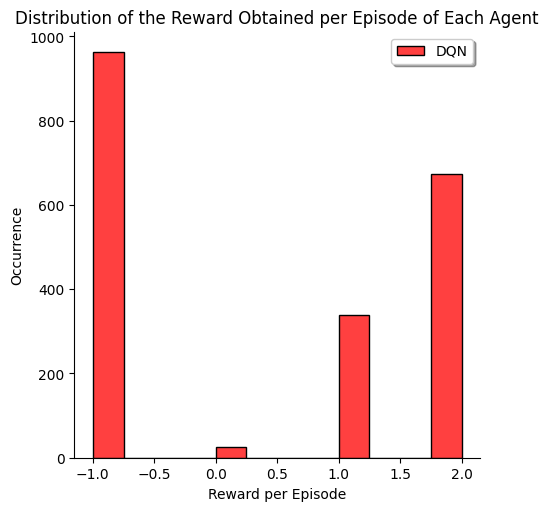 Distribution of the Reward Obtained per Episode of Each Agent
DQN
1000
800
600
400
200
0
Occurrence
−1.0 −0.5 0.0 0.5 1.0 1.5 2.0
Reward per Episode